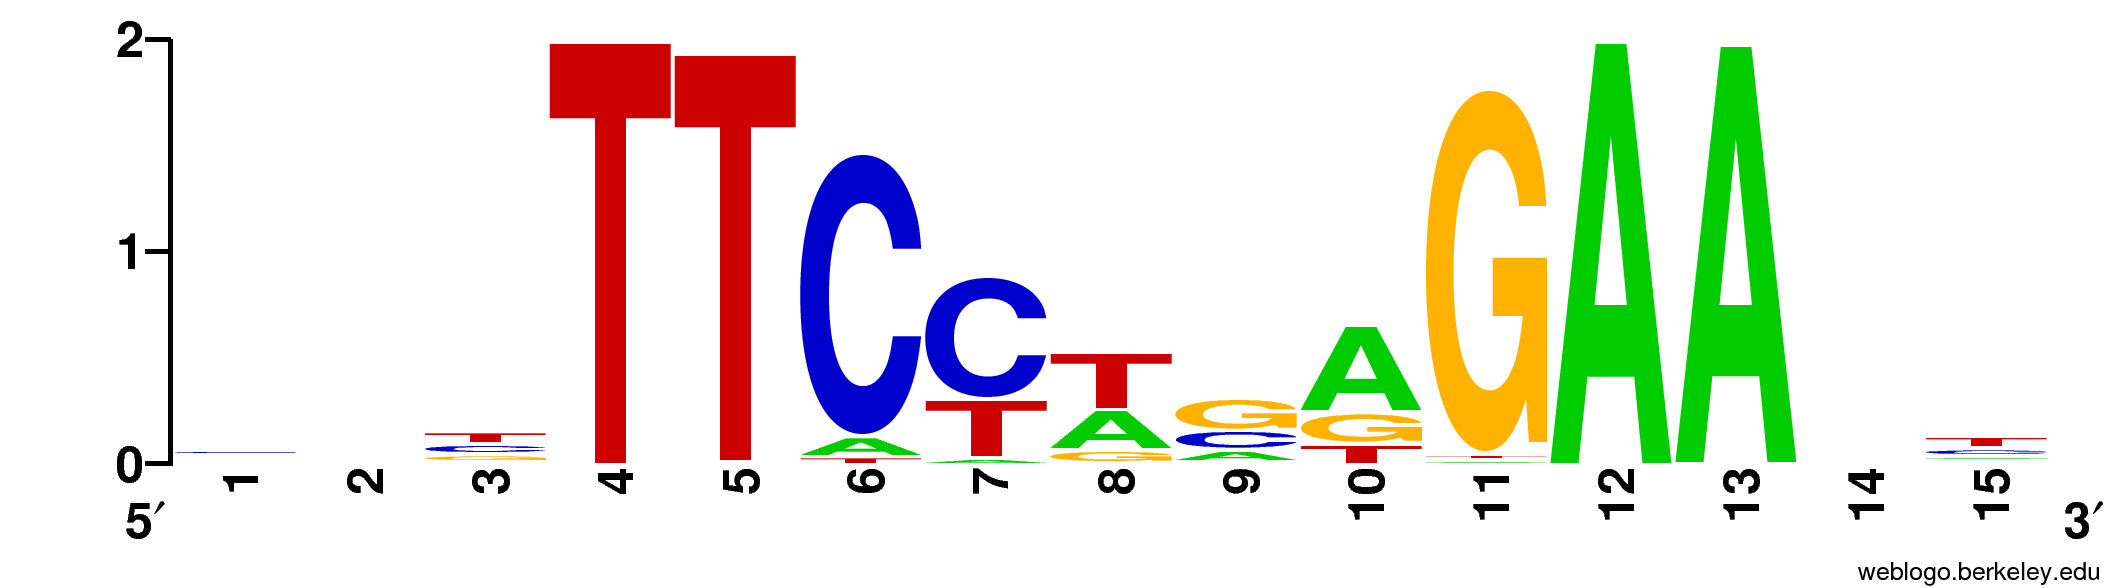 2
1
0
T T C C T G A G A A T
T C A T A G C A G T T A C
1 2 3 4 5 6 7 8 9 10 11 12 13 14 15
5′ 3′
weblogo.berkeley.edu